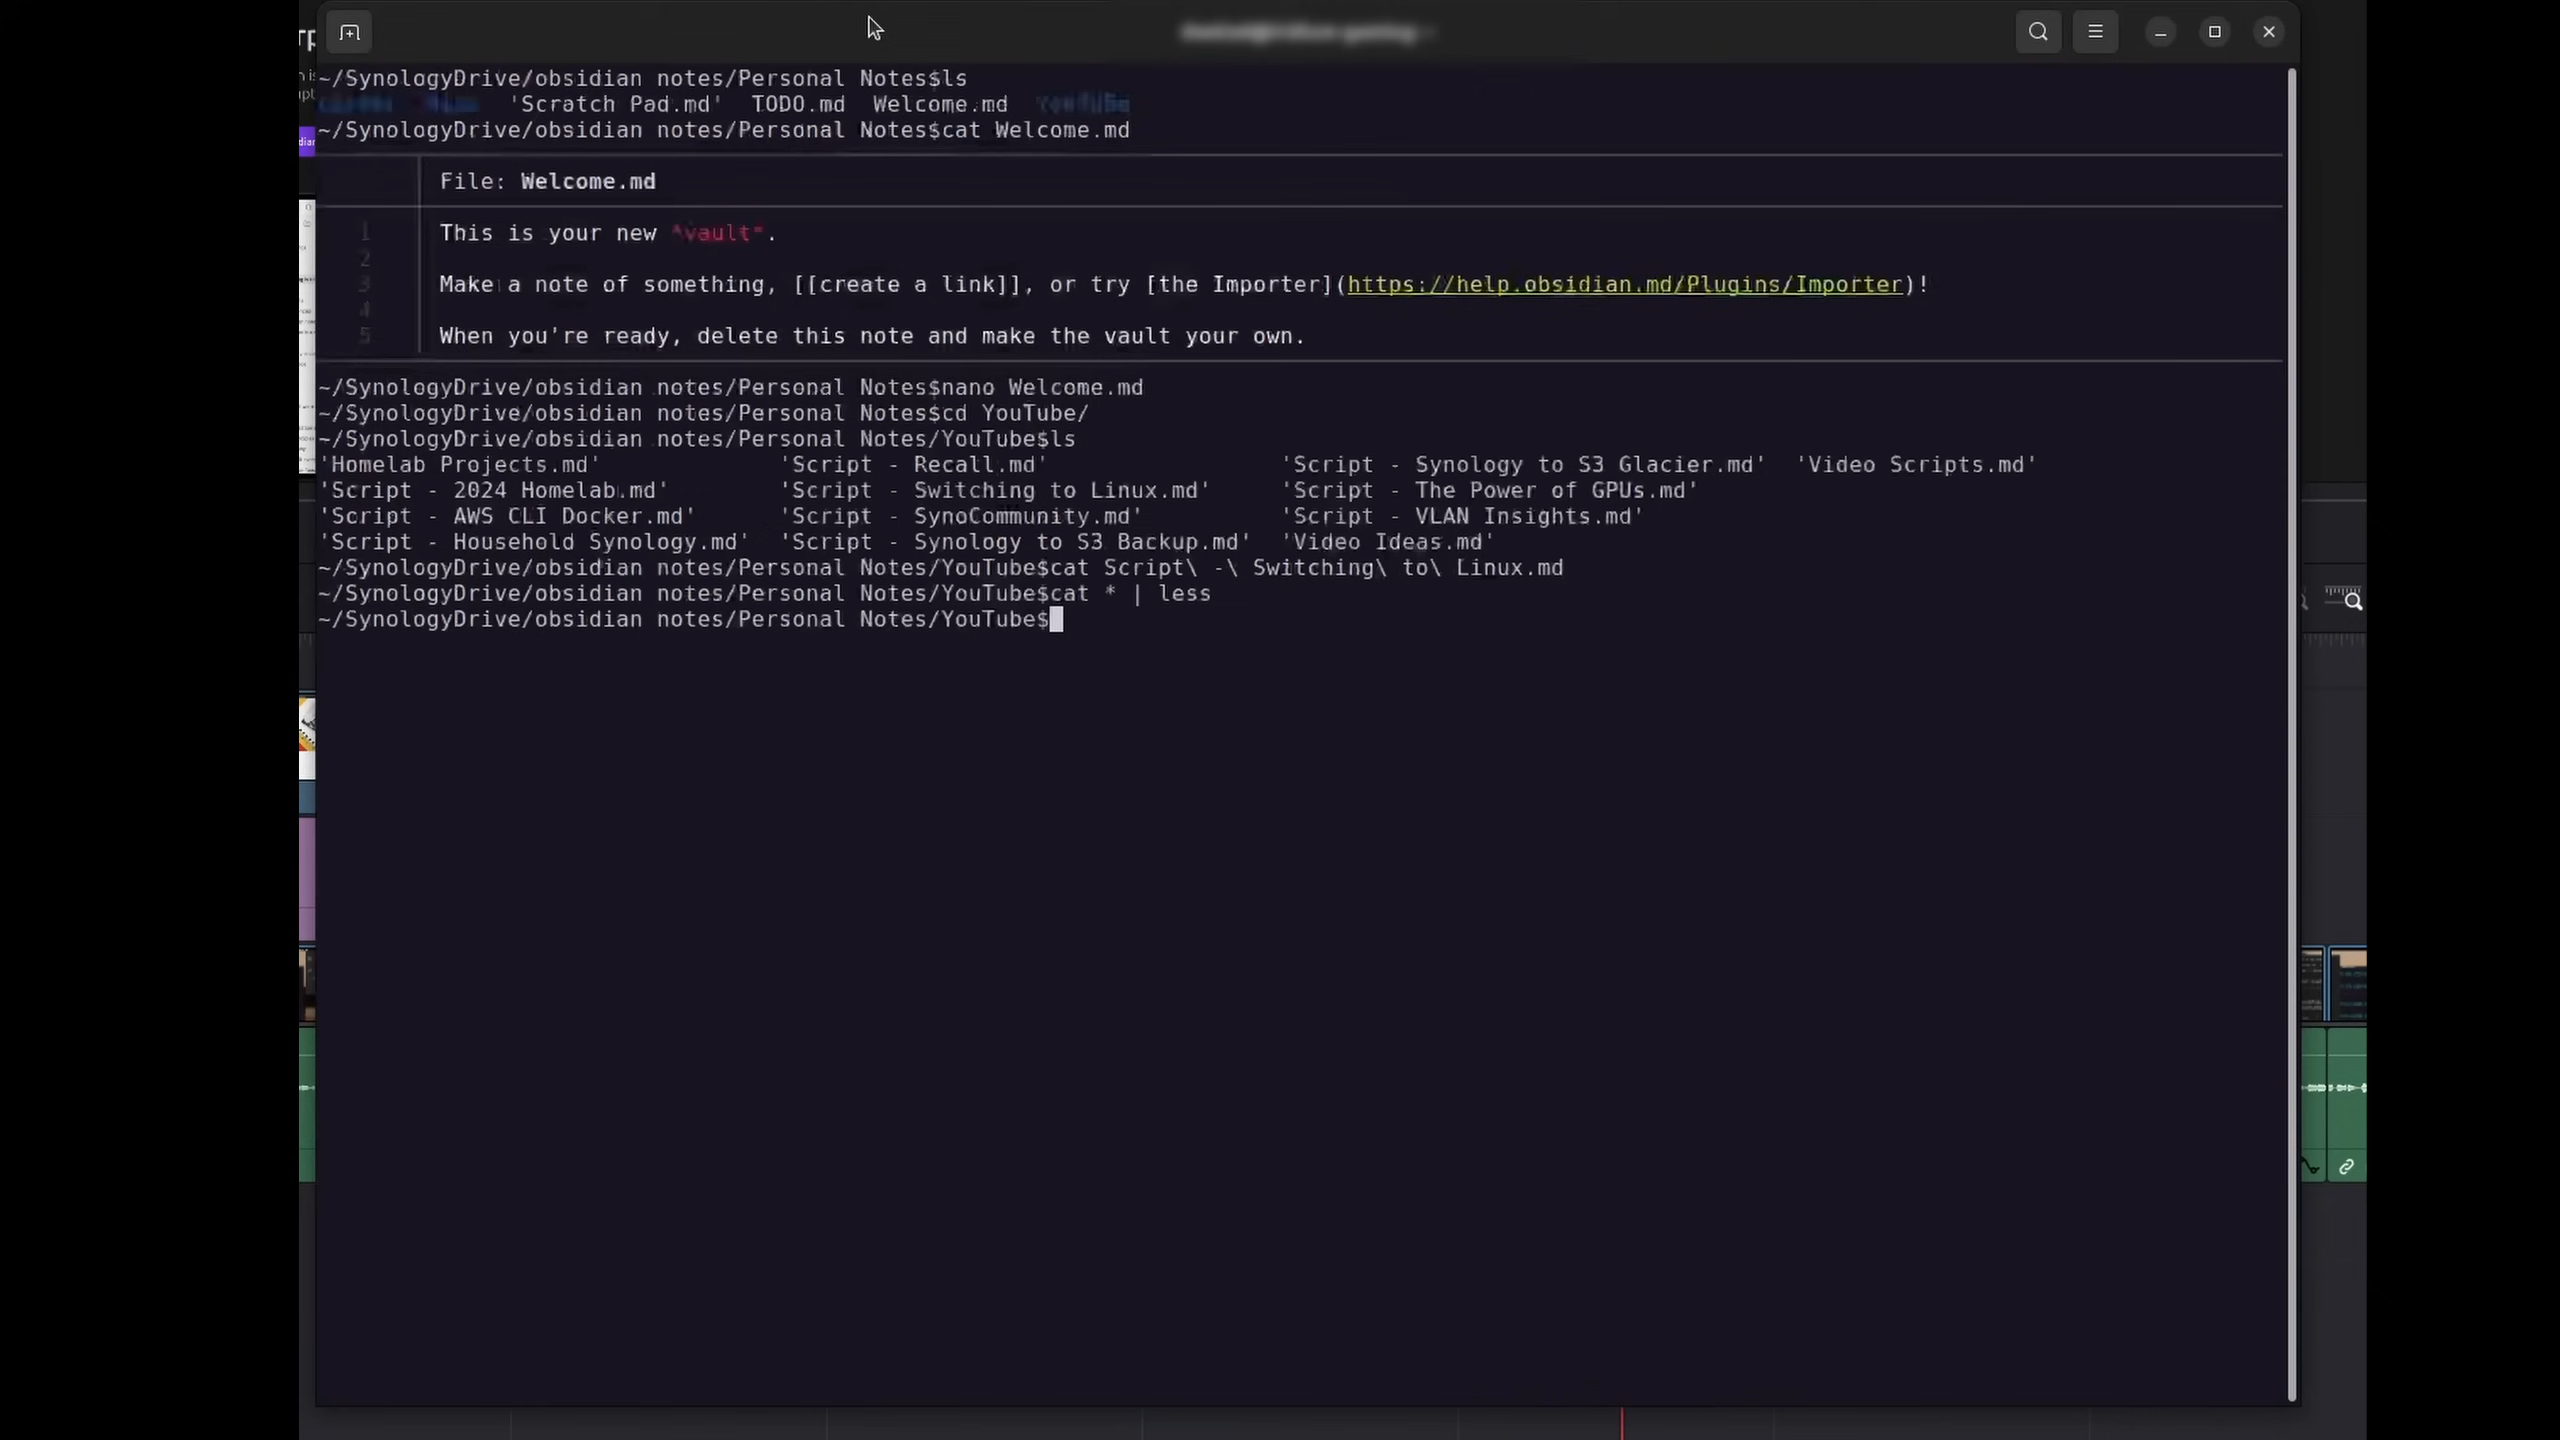 ~/SynologyDrive/obsidian notes/Personal Notes$ls
'Scratch Pad.md'  TODO.md  Welcome.md  YouTube
~/SynologyDrive/obsidian notes/Personal Notes$cat Welcome.md
File: Welcome.md
1 This is your new *vault*.
2
3 Make a note of something, [[create a link]], or try [the Importer](https://help.obsidian.md/Plugins/Importer)!
4
5 When you're ready, delete this note and make the vault your own.
~/SynologyDrive/obsidian notes/Personal Notes$nano Welcome.md
~/SynologyDrive/obsidian notes/Personal Notes$cd YouTube/
~/SynologyDrive/obsidian notes/Personal Notes/YouTube$ls
'Homelab Projects.md'  'Script - Recall.md'  'Script - Synology to S3 Glacier.md'  'Video Scripts.md'
'Script - 2024 Homelab.md'  'Script - Switching to Linux.md'  'Script - The Power of GPUs.md'
'Script - AWS CLI Docker.md'  'Script - SynoCommunity.md'  'Script - VLAN Insights.md'
'Script - Household Synology.md'  'Script - Synology to S3 Backup.md'  'Video Ideas.md'
~/SynologyDrive/obsidian notes/Personal Notes/YouTube$cat Script\ -\ Switching\ to\ Linux.md
~/SynologyDrive/obsidian notes/Personal Notes/YouTube$cat * | less
~/SynologyDrive/obsidian notes/Personal Notes/YouTube$